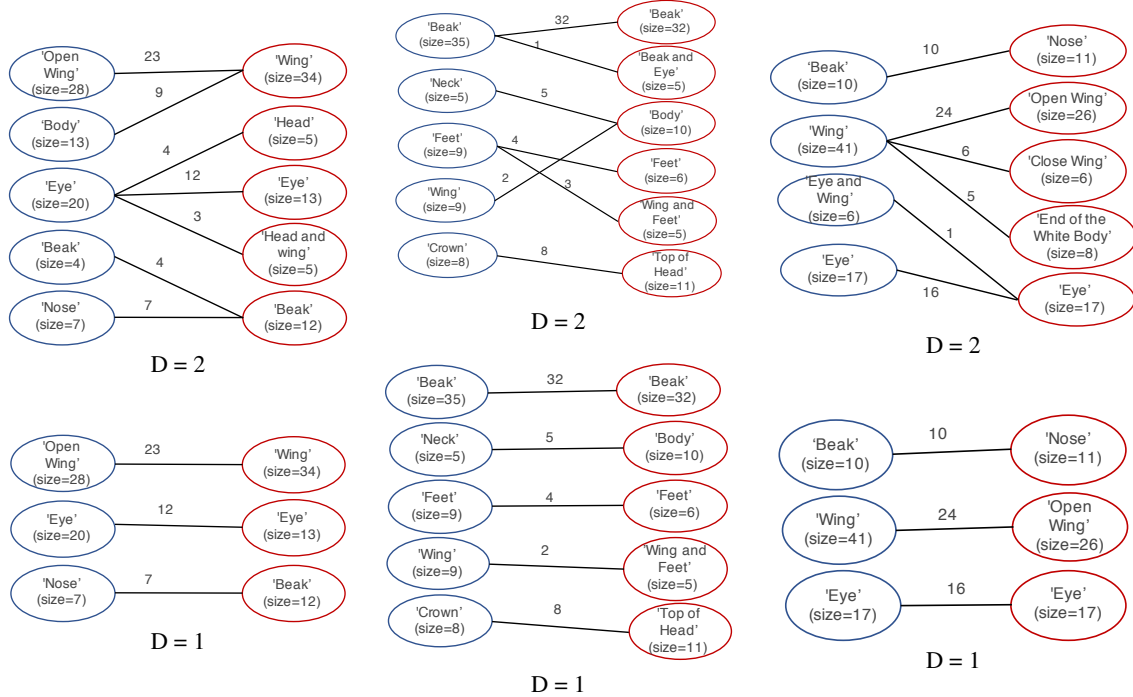 'Open
Wing'
(size=28)
23
'Wing'
(size=34)
9
'Body'
(size=13)
'Head'
(size=5)
4
'Eye'
(size=20)
12
'Eye'
(size=13)
3
'Head and
wing'
(size=5)
'Beak'
(size=4)
4
'Nose'
(size=7)
7
'Beak'
(size=12)
D = 2
'Beak'
(size=35)
32
'Beak'
(size=32)
1
'Beak and
Eye'
(size=5)
'Neck'
(size=5)
5
'Body'
(size=10)
'Feet'
(size=9)
4
'Feet'
(size=6)
'Wing'
(size=9)
2
3
'Wing and
Feet'
(size=5)
'Crown'
(size=8)
8
'Top of
Head'
(size=11)
D = 2
'Beak'
(size=10)
10
'Nose'
(size=11)
'Wing'
(size=41)
24
'Open Wing'
(size=26)
6
'Close Wing'
(size=6)
5
'End of the
White Body'
(size=8)
'Eye and
Wing'
(size=6)
1
'Eye'
(size=17)
16
'Eye'
(size=17)
D = 2
'Open
Wing'
(size=28)
23
'Wing'
(size=34)
'Eye'
(size=20)
12
'Eye'
(size=13)
'Nose'
(size=7)
7
'Beak'
(size=12)
D = 1
'Beak'
(size=35)
32
'Beak'
(size=32)
'Neck'
(size=5)
5
'Body'
(size=10)
'Feet'
(size=9)
4
'Feet'
(size=6)
'Wing'
(size=9)
2
'Wing and
Feet'
(size=5)
'Crown'
(size=8)
8
'Top of
Head'
(size=11)
D = 1
'Beak'
(size=10)
10
'Nose'
(size=11)
'Wing'
(size=41)
24
'Open
Wing'
(size=26)
'Eye'
(size=17)
16
'Eye'
(size=17)
D = 1